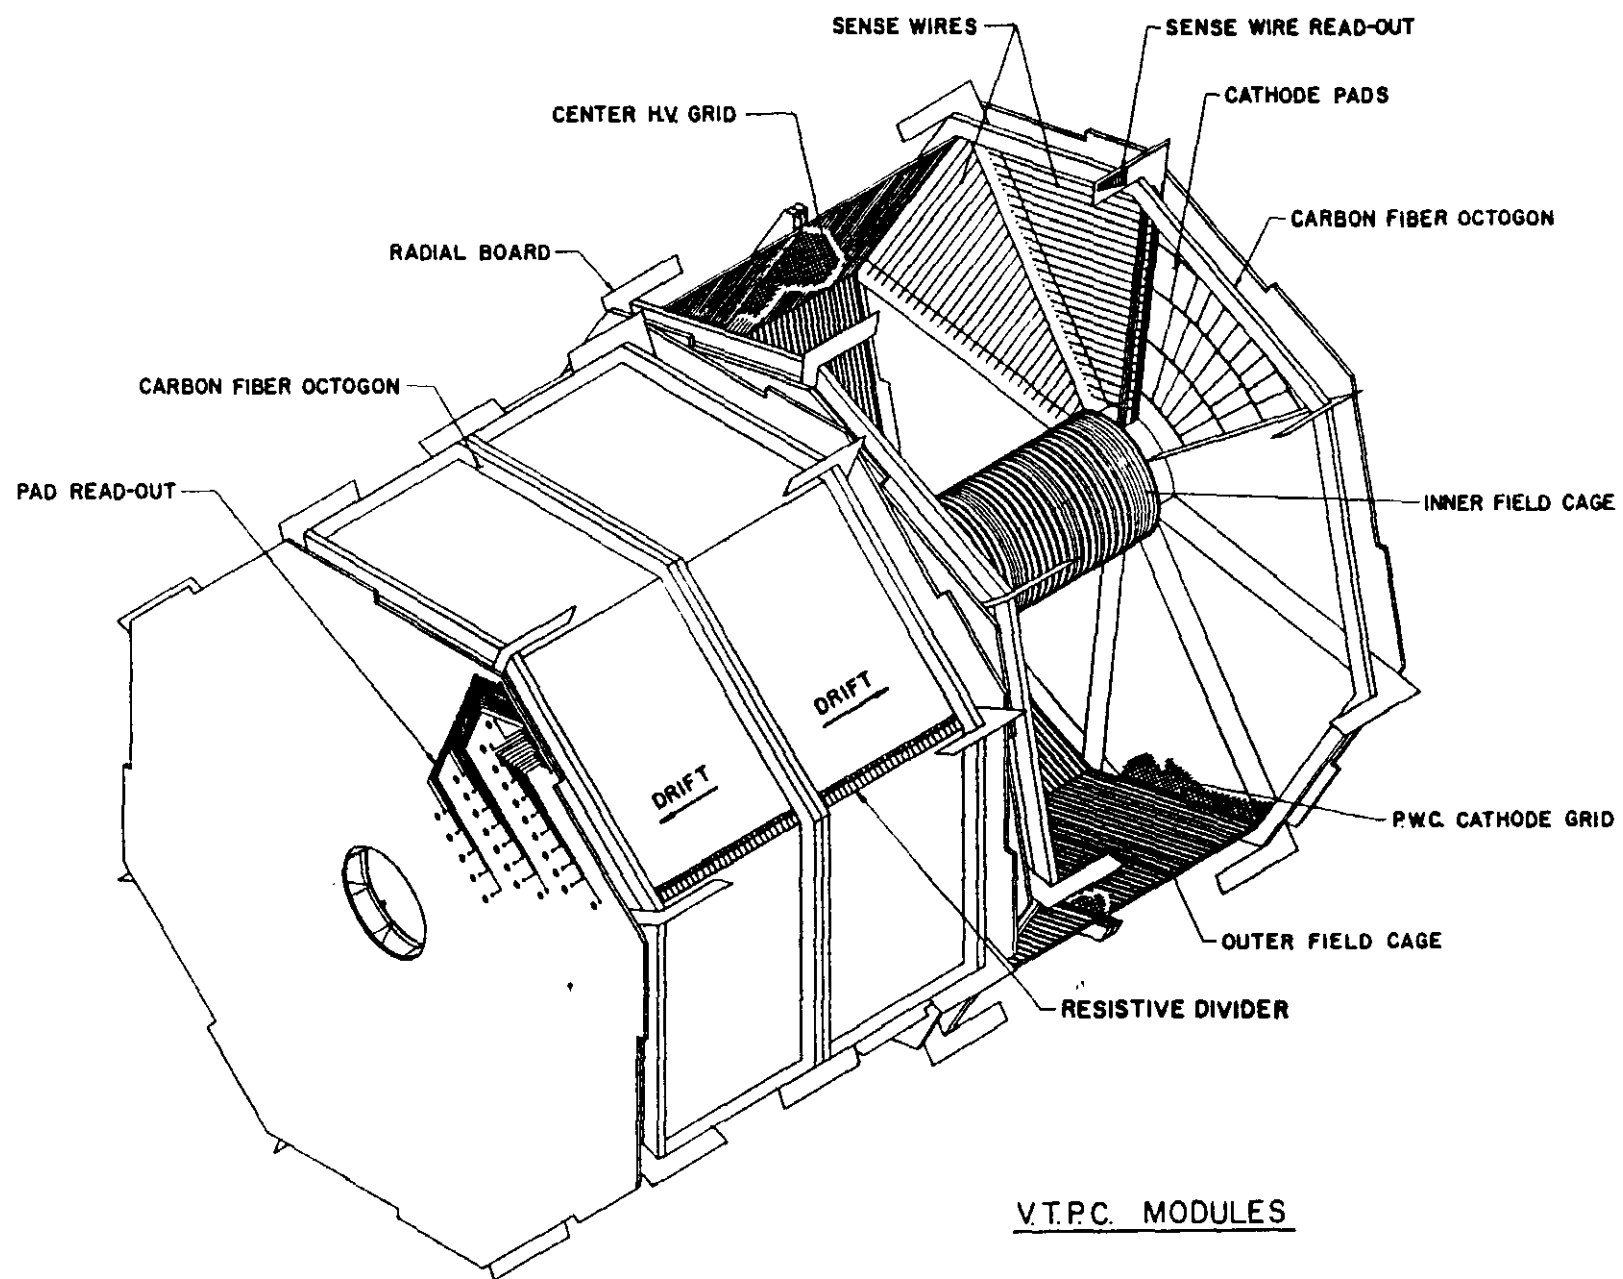 SENSE WIRES
SENSE WIRE READ-OUT
CATHODE PADS
CENTER H.V. GRID
CARBON FIBER OCTOGON
RADIAL BOARD
CARBON FIBER OCTOGON
PAD READ-OUT
INNER FIELD CAGE
DRIFT
DRIFT
P.W.C. CATHODE GRID
OUTER FIELD CAGE
RESISTIVE DIVIDER
V.T.P.C. MODULES